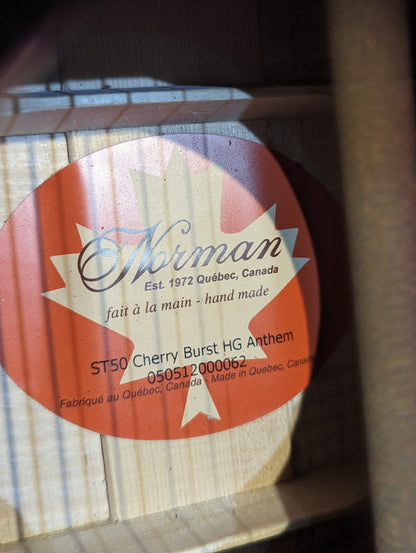 Norman
Est. 1972 Québec, Canada
fait à la main - hand made
ST50 Cherry Burst HG Anthem
050512000062
Fabriqué au Québec, Canada - Made in Quebec, Canada